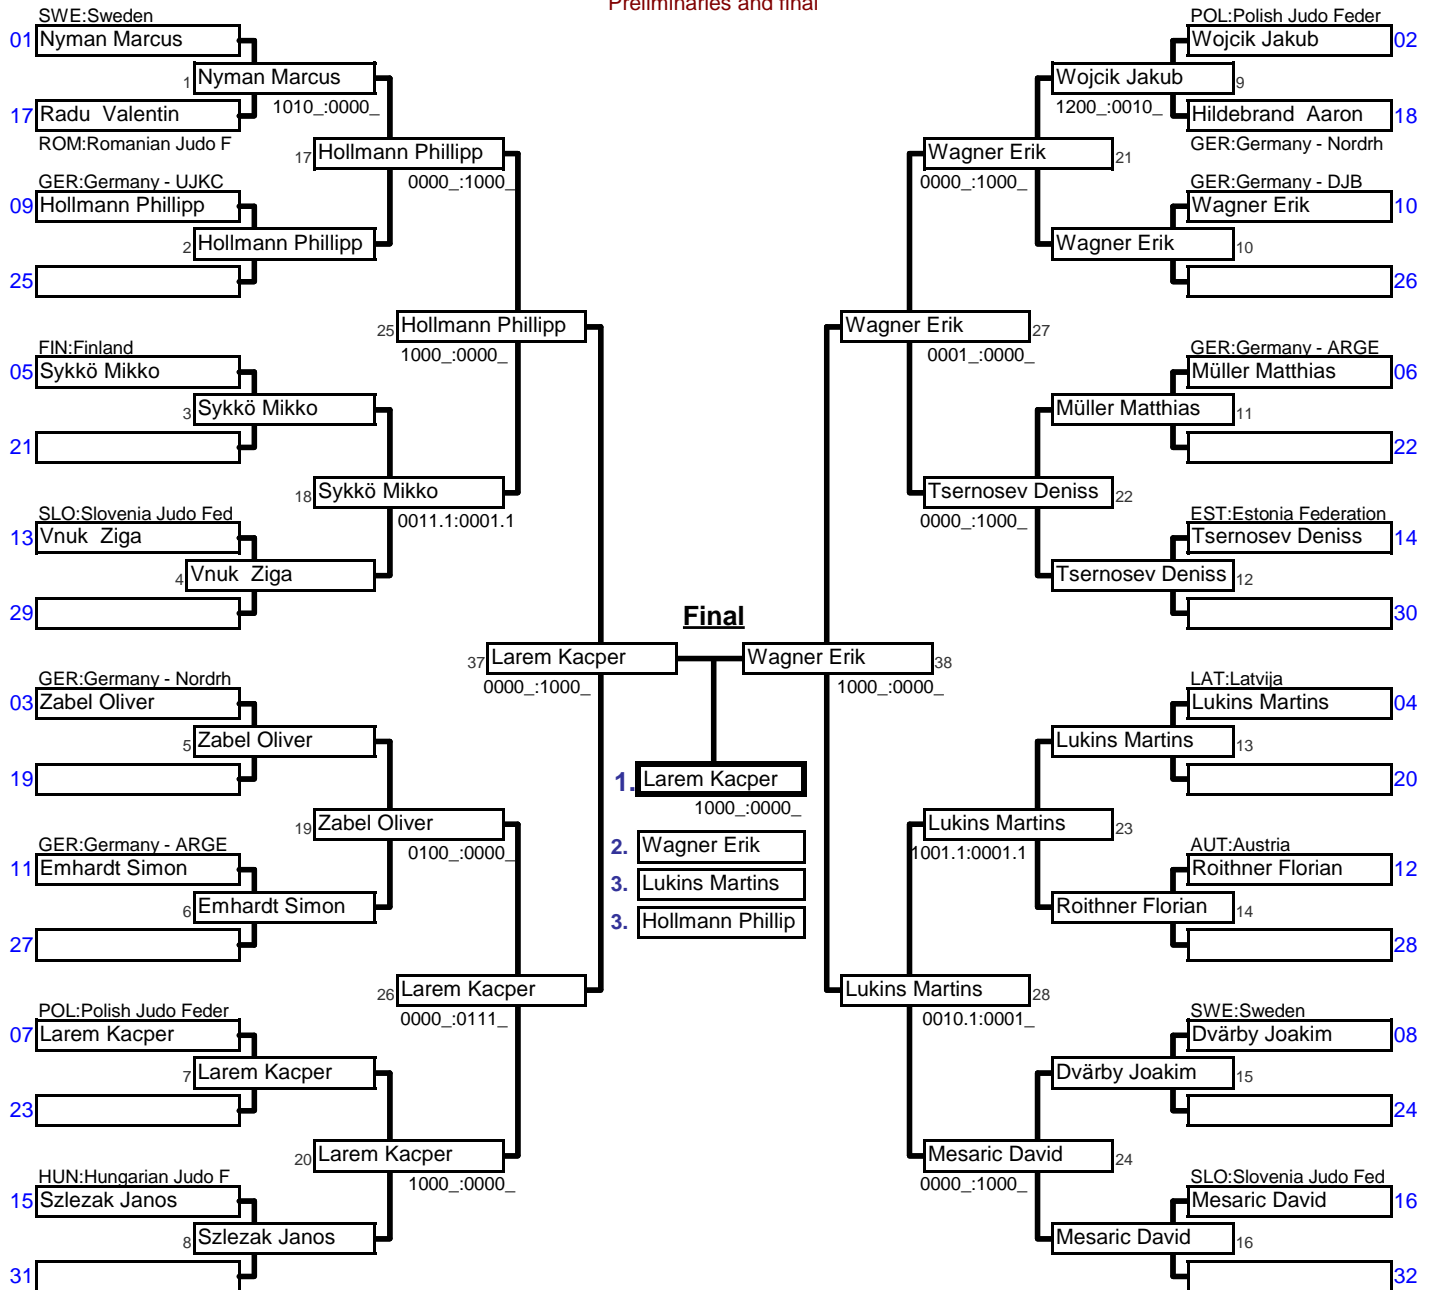 Preliminaries and final
SWE:Sweden
01 Nyman Marcus
1 Nyman Marcus
1010_:0000_
17 Radu  Valentin
ROM:Romanian Judo F
17 Hollmann Phillipp
0000_:1000_
GER:Germany - UJKC
09 Hollmann Phillipp
2 Hollmann Phillipp
25
25 Hollmann Phillipp
1000_:0000_
FIN:Finland
05 Sykkö Mikko
3 Sykkö Mikko
21
18 Sykkö Mikko
0011.1:0001.1
SLO:Slovenia Judo Fed
13 Vnuk  Ziga
4 Vnuk  Ziga
29
37 Larem Kacper
0000_:1000_
GER:Germany - Nordrh
03 Zabel Oliver
5 Zabel Oliver
19
19 Zabel Oliver
0100_:0000_
GER:Germany - ARGE
11 Emhardt Simon
6 Emhardt Simon
27
26 Larem Kacper
0000_:0111_
POL:Polish Judo Feder
07 Larem Kacper
7 Larem Kacper
23
20 Larem Kacper
1000_:0000_
HUN:Hungarian Judo F
15 Szlezak Janos
8 Szlezak Janos
31
Final
1. Larem Kacper
1000_:0000_
2. Wagner Erik
3. Lukins Martins
3. Hollmann Phillip
POL:Polish Judo Feder
Wojcik Jakub 02
Wojcik Jakub 9
1200_:0010_
Hildebrand  Aaron 18
GER:Germany - Nordrh
Wagner Erik 21
0000_:1000_
GER:Germany - DJB
Wagner Erik 10
Wagner Erik 10
26
Wagner Erik 27
0001_:0000_
GER:Germany - ARGE
Müller Matthias 06
Müller Matthias 11
22
Tsernosev Deniss 22
0000_:1000_
EST:Estonia Federation
Tsernosev Deniss 14
Tsernosev Deniss 12
30
Wagner Erik 38
1000_:0000_
LAT:Latvija
Lukins Martins 04
Lukins Martins 13
20
Lukins Martins 23
1001.1:0001.1
AUT:Austria
Roithner Florian 12
Roithner Florian 14
28
Lukins Martins 28
0010.1:0001_
SWE:Sweden
Dvärby Joakim 08
Dvärby Joakim 15
24
Mesaric David 24
0000_:1000_
SLO:Slovenia Judo Fed
Mesaric David 16
Mesaric David 16
32